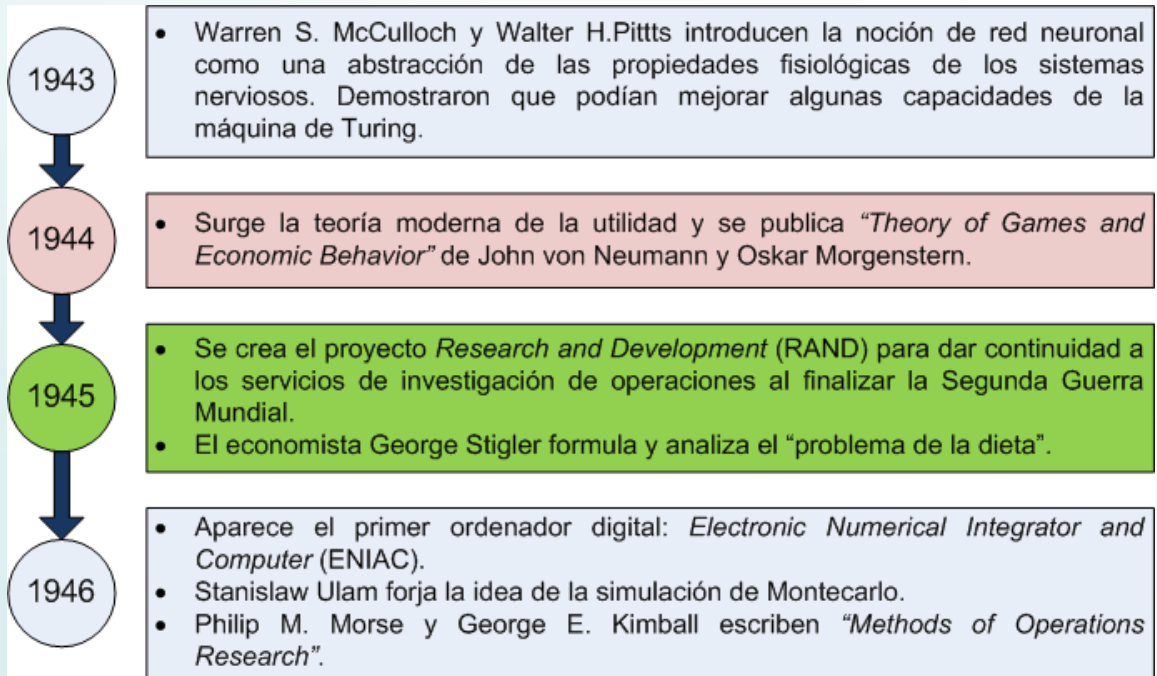 1943
• Warren S. McCulloch y Walter H.Pittts introducen la noción de red neuronal
como una abstracción de las propiedades fisiológicas de los sistemas
nerviosos. Demostraron que podían mejorar algunas capacidades de la
máquina de Turing.
1944
• Surge la teoría moderna de la utilidad y se publica “Theory of Games and
Economic Behavior” de John von Neumann y Oskar Morgenstern.
1945
• Se crea el proyecto Research and Development (RAND) para dar continuidad a
los servicios de investigación de operaciones al finalizar la Segunda Guerra
Mundial.
• El economista George Stigler formula y analiza el “problema de la dieta”.
1946
• Aparece el primer ordenador digital: Electronic Numerical Integrator and
Computer (ENIAC).
• Stanislaw Ulam forja la idea de la simulación de Montecarlo.
• Philip M. Morse y George E. Kimball escriben “Methods of Operations
Research”.